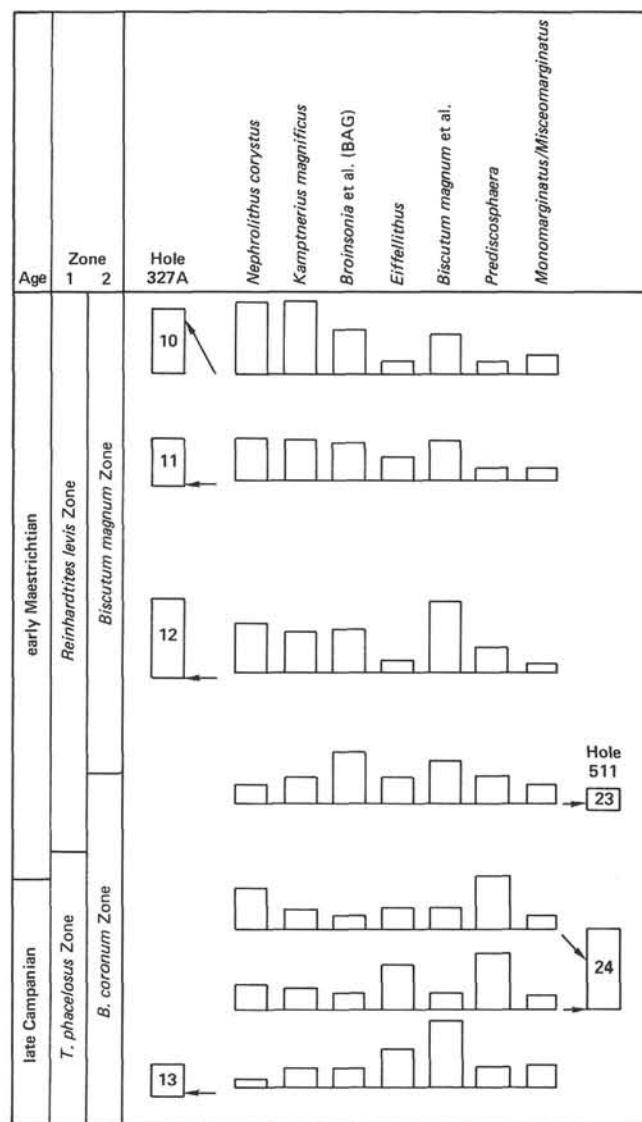 Nephrolithus corystus
Kamptnerius magnificus
Broinsonia et al. (BAG)
Eiffellithus
Biscutum magnum et al.
Prediscosphaera
Monomarginatus/Misceomarginatus
Zone
Hole
Age
1
2
327A
early Maestrichtian
Reinhardtites levis Zone
Biscutum magnum Zone
10
11
12
Hole
511
23
late Campanian
T. phacelosus Zone
B. coronum Zone
24
13